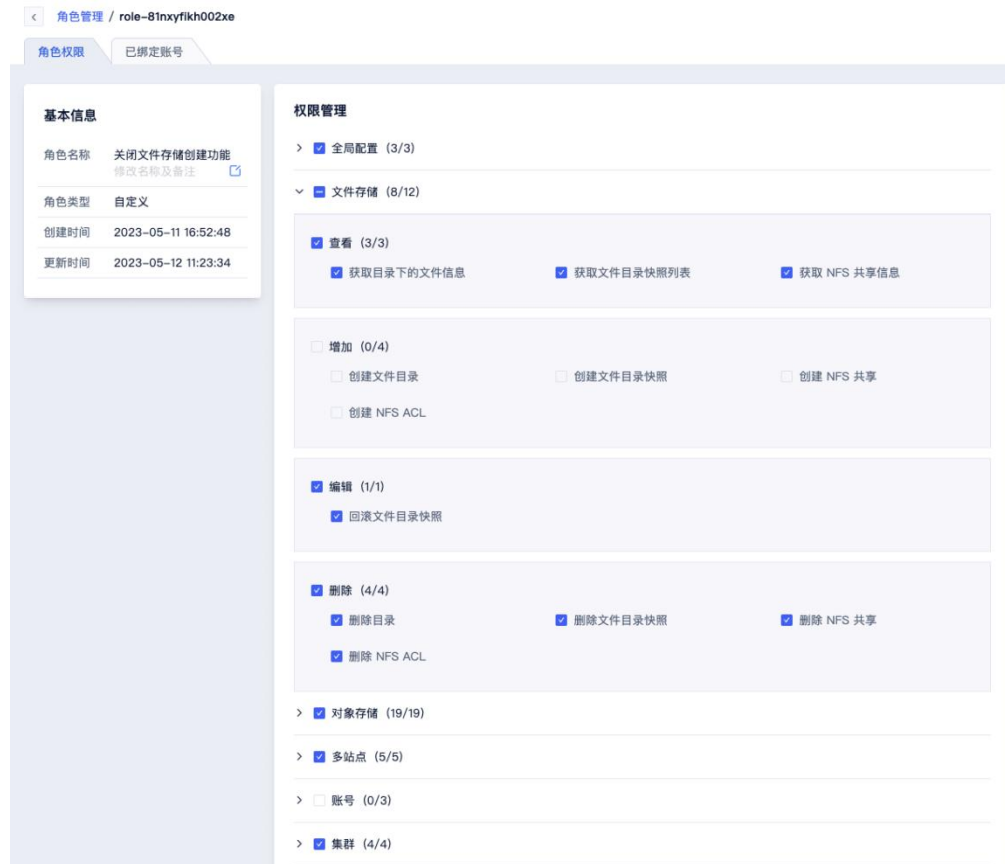 角色管理 / role-81nxyfikh002xe
角色权限 已绑定账号
基本信息
角色名称 关闭文件存储创建功能
修改名称及备注
角色类型 自定义
创建时间 2023-05-11 16:52:48
更新时间 2023-05-12 11:23:34
权限管理
全局配置 (3/3)
文件存储 (8/12)
查看 (3/3)
获取目录下的文件信息 获取文件目录快照列表 获取 NFS 共享信息
增加 (0/4)
创建文件目录 创建文件目录快照 创建 NFS 共享
创建 NFS ACL
编辑 (1/1)
回滚文件目录快照
删除 (4/4)
删除目录 删除文件目录快照 删除 NFS 共享
删除 NFS ACL
对象存储 (19/19)
多站点 (5/5)
账号 (0/3)
集群 (4/4)